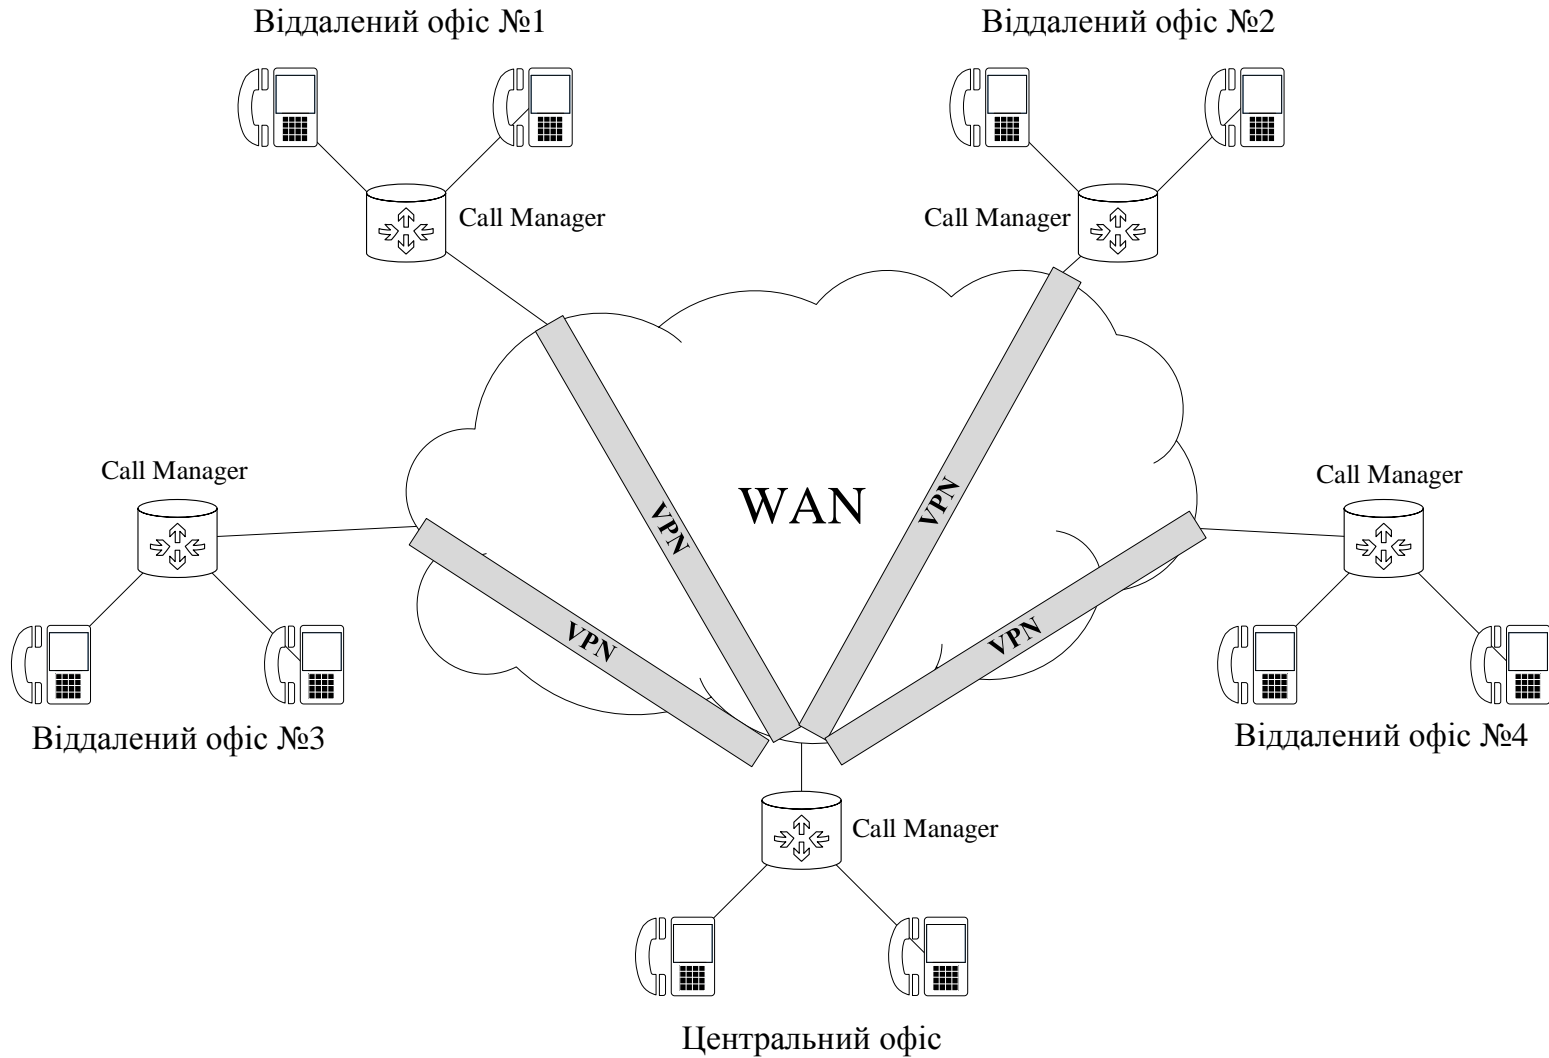 Віддалений офіс №1
Віддалений офіс №2
Call Manager
Call Manager
Call Manager
WAN
Call Manager
VPN
VPN
VPN
VPN
Віддалений офіс №3
Віддалений офіс №4
Call Manager
Центральний офіс